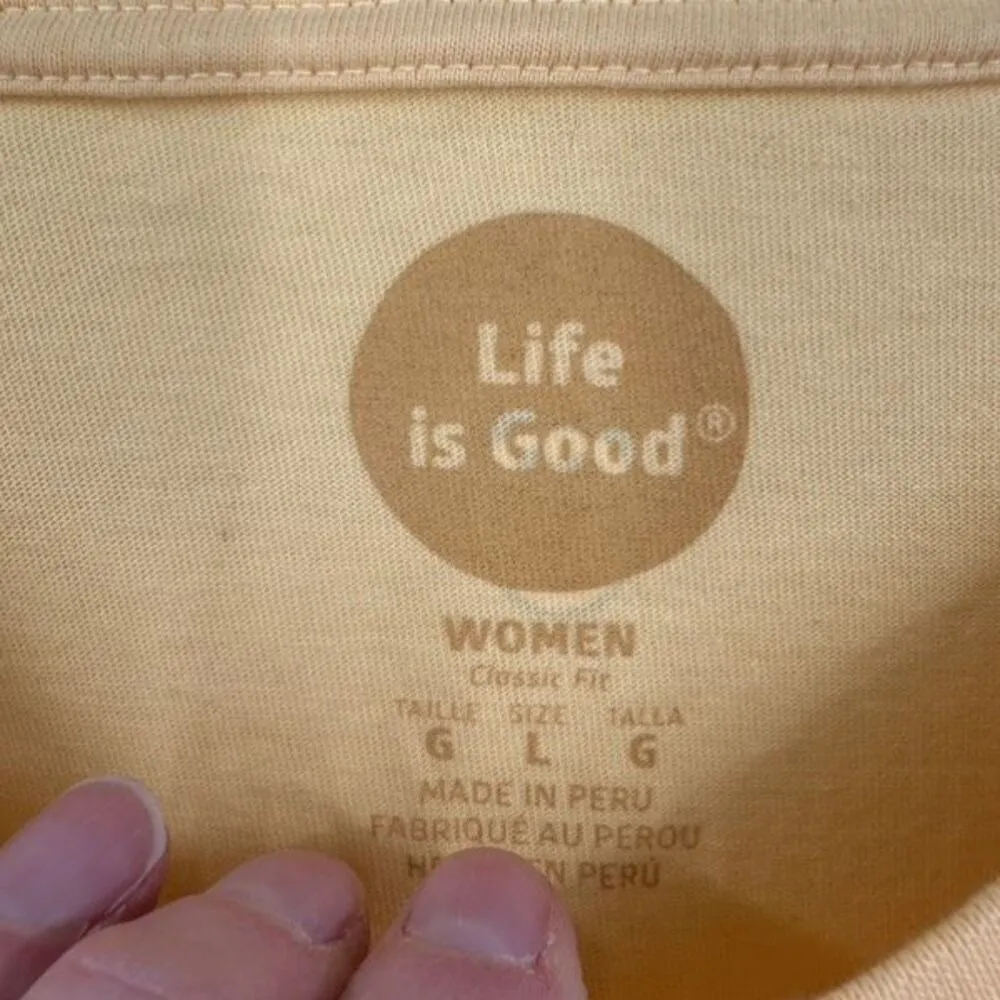 Life
is Good®
WOMEN
Classic Fit
TAILLE SIZE TALLA
G L G
MADE IN PERU
FABRIQUÉ AU PEROU
EN PERÚ